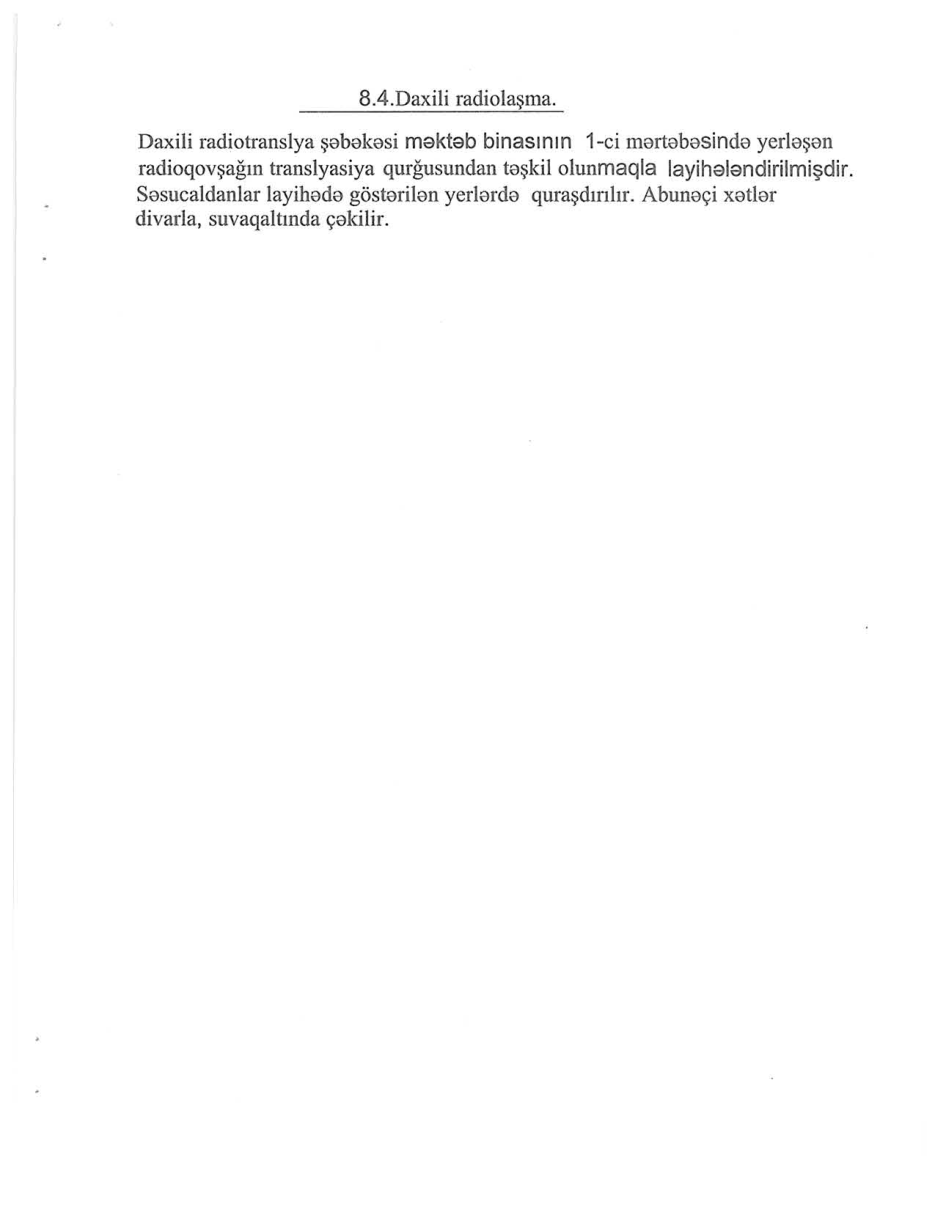 8.4.Daxili radiolaşma.
Daxili radiotranslya şəbəkəsi məktəb binasının 1-ci mərtəbəsində yerləşən
radioqovşağın translyasiya qurğusundan təşkil olunmaqla layihələndirilmişdir.
Səsucaldanlar layihədə göstərilən yerlərdə quraşdırılır. Abunəçi xətlər
divarla, suvaqaltında çəkilir.